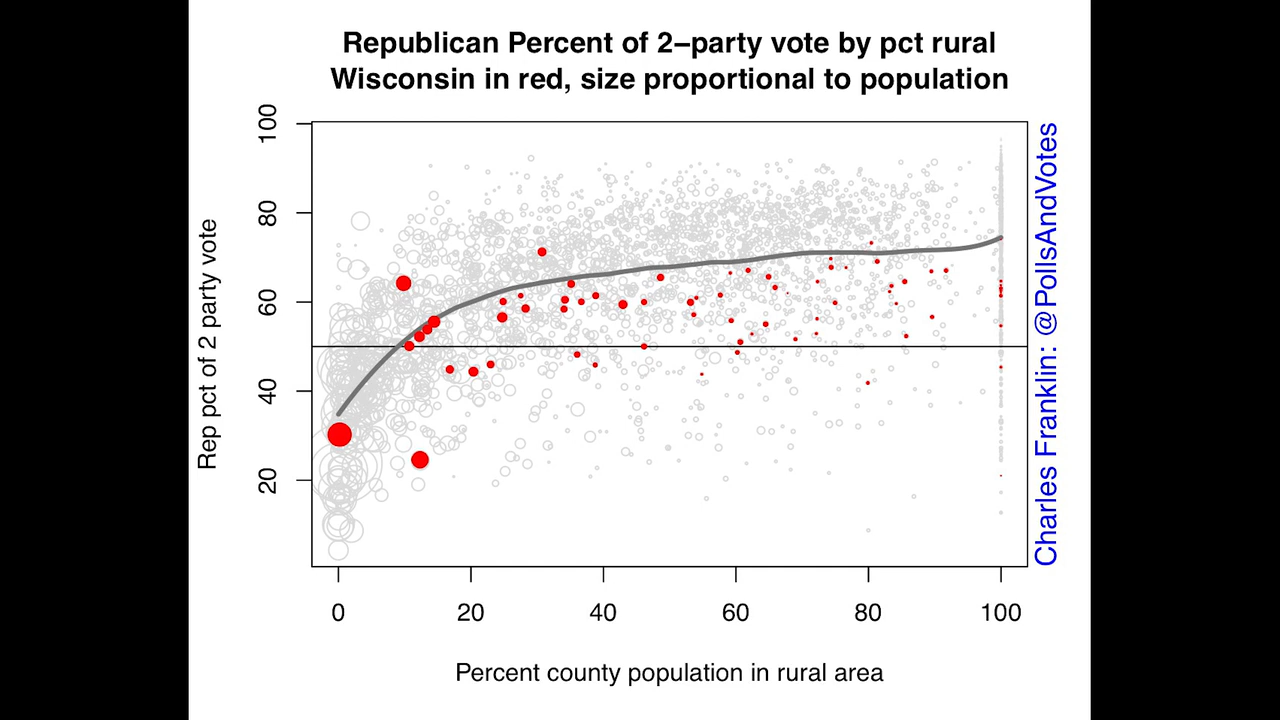 Republican Percent of 2–party vote by pct rural
Wisconsin in red, size proportional to population
Rep pct of 2 party vote
100
80
60
40
20
0 20 40 60 80 100
Percent county population in rural area
Charles Franklin: @PollsAndVotes